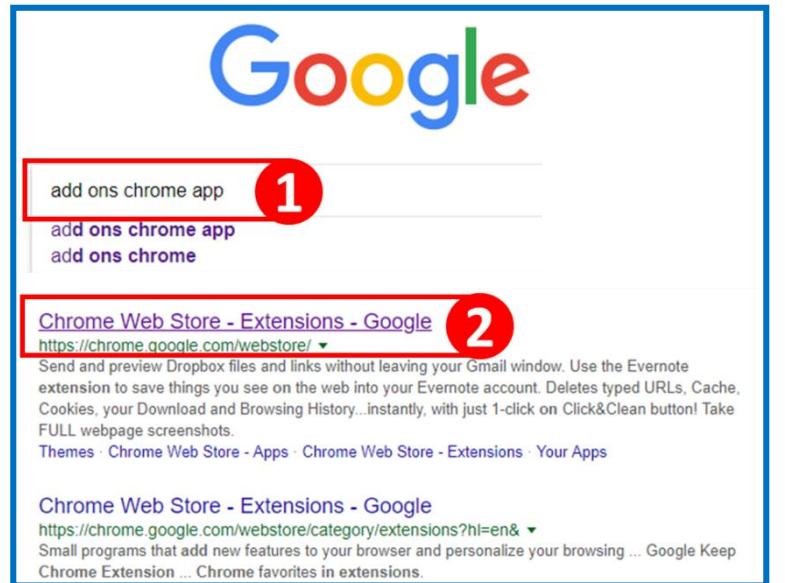 Google
add ons chrome app
1
add ons chrome app
add ons chrome
Chrome Web Store - Extensions - Google
2
https://chrome.google.com/webstore/
Send and preview Dropbox files and links without leaving your Gmail window. Use the Evernote
extension to save things you see on the web into your Evernote account. Deletes typed URLs, Cache,
Cookies, your Download and Browsing History...instantly, with just 1-click on Click&Clean button! Take
FULL webpage screenshots.
Themes · Chrome Web Store - Apps · Chrome Web Store - Extensions · Your Apps
Chrome Web Store - Extensions - Google
https://chrome.google.com/webstore/category/extensions?hl=en&
Small programs that add new features to your browser and personalize your browsing ... Google Keep
Chrome Extension ... Chrome favorites in extensions.